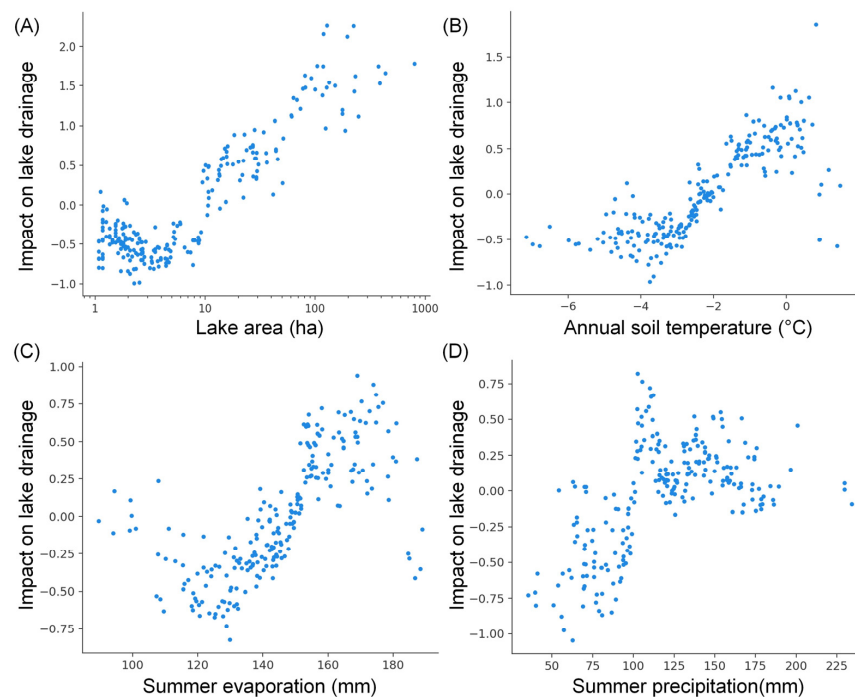 (A)
Impact on lake drainage
2.0
1.5
1.0
0.5
0.0
−0.5
−1.0
1 10 100 1000
Lake area (ha)
(B)
Impact on lake drainage
1.5
1.0
0.5
0.0
−0.5
−1.0
−6 −4 −2 0
Annual soil temperature (°C)
(C)
Impact on lake drainage
1.00
0.75
0.50
0.25
0.00
−0.25
−0.50
−0.75
100 120 140 160 180
Summer evaporation (mm)
(D)
Impact on lake drainage
0.75
0.50
0.25
0.00
−0.25
−0.50
−0.75
−1.00
50 75 100 125 150 175 200 225
Summer precipitation(mm)